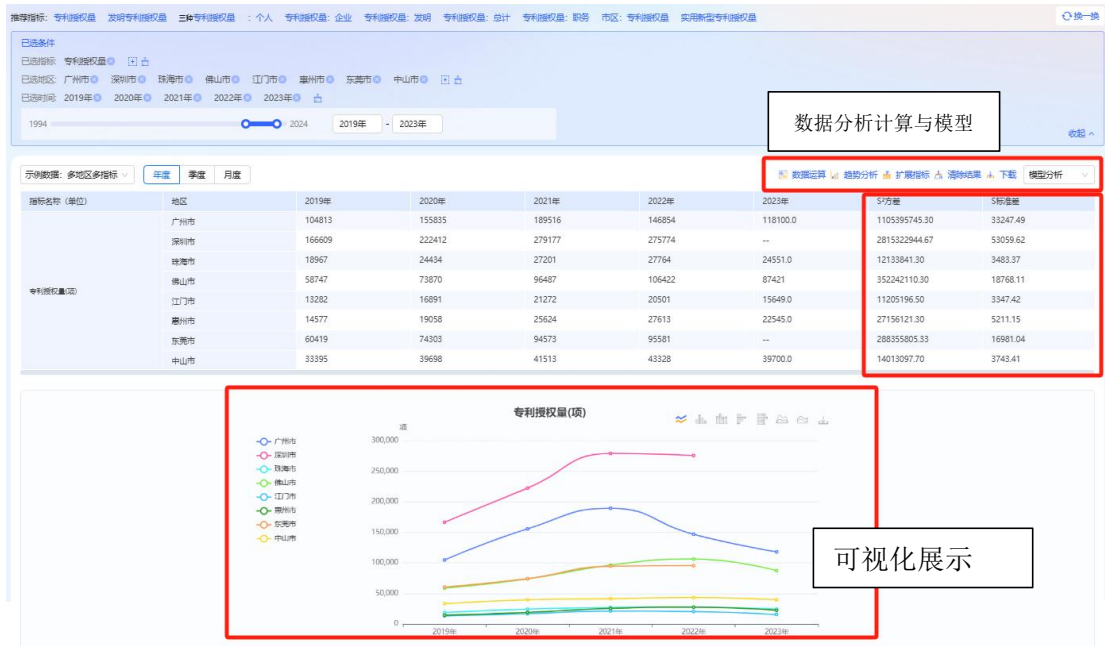 推荐指标: 专利授权量 发明专利授权量 三种专利授权量 : 个人 专利授权量: 企业 专利授权量: 发明 专利授权量: 总计 专利授权量: 职务 市区: 专利授权量 实用新型专利授权量 换一换
已选条件
已选指标: 专利授权量
已选地区: 广州市 深圳市 珠海市 佛山市 江门市 惠州市 东莞市 中山市
已选时间: 2019年 2020年 2021年 2022年 2023年
1994 2024 2019年 - 2023年
数据分析计算与模型
收起
示例数据: 多地区多指标 年度 季度 月度 数据运算 趋势分析 扩展指标 清除结果 下载 模型分析
指标名称 (单位) 地区 2019年 2020年 2021年 2022年 2023年 S²方差 S标准差
广州市 104813 155835 189516 146854 118100.0 1105395745.30 33247.49
深圳市 166609 222412 279177 275774 -- 2815322944.67 53059.62
珠海市 18967 24434 27201 27764 24551.0 12133841.30 3483.37
佛山市 58747 73870 96487 106422 87421 352242110.30 18768.11
专利授权量(项)
江门市 13282 16891 21272 20501 15649.0 11205196.50 3347.42
惠州市 14577 19058 25624 27613 22545.0 27156121.30 5211.15
东莞市 60419 74303 94573 95581 -- 288355805.33 16981.04
中山市 33395 39698 41513 43328 39700.0 14013097.70 3743.41
专利授权量(项)
项
广州市
深圳市
珠海市
佛山市
江门市
惠州市
东莞市
中山市
300,000
250,000
200,000
150,000
100,000
50,000
0
2019年 2020年 2021年 2022年 2023年
可视化展示